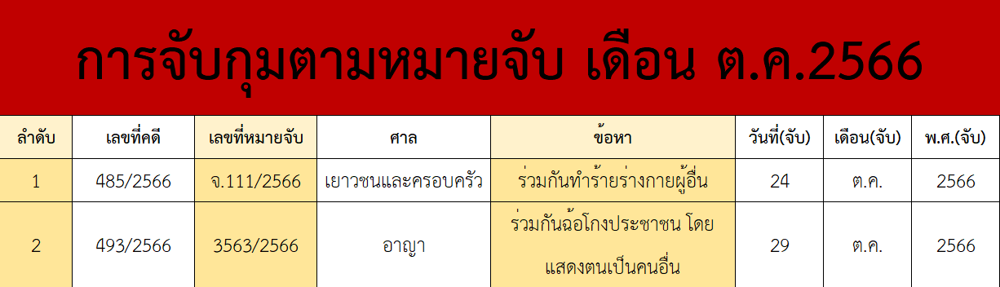 การจับกุมตามหมายจับ เดือน ต.ค.2566
ลำดับ เลขที่คดี เลขที่หมายจับ ศาล ข้อหา วันที่(จับ) เดือน(จับ) พ.ศ.(จับ)
1 485/2566 จ.111/2566 เยาวชนและครอบครัว ร่วมกันทำร้ายร่างกายผู้อื่น 24 ต.ค. 2566
2 493/2566 3563/2566 อาญา ร่วมกันฉ้อโกงประชาชน โดย 29 ต.ค. 2566
แสดงตนเป็นคนอื่น